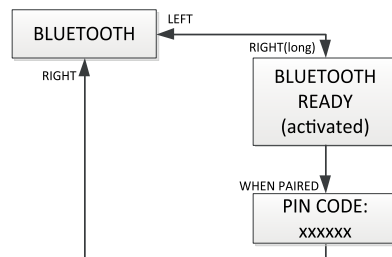 LEFT
BLUETOOTH
RIGHT(long)
RIGHT
BLUETOOTH
READY
(activated)
WHEN PAIRED
PIN CODE:
xxxxxx